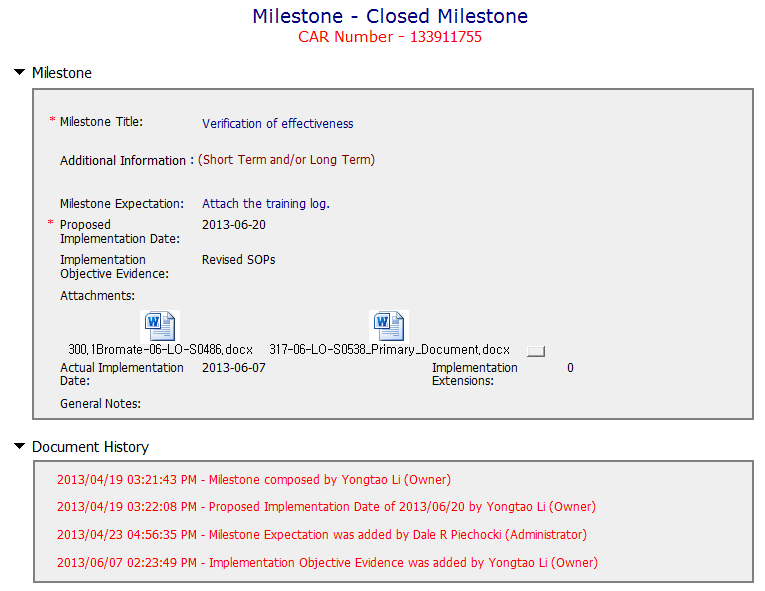 Milestone - Closed Milestone
CAR Number - 133911755
Milestone
* Milestone Title: Verification of effectiveness
Additional Information : (Short Term and/or Long Term)
Milestone Expectation: Attach the training log.
* Proposed Implementation Date: 2013-06-20
Implementation Objective Evidence: Revised SOPs
Attachments:
300,1Bromate-06-LO-S0486,docx 317-06-LO-S0538_Primary_Document,docx
Actual Implementation Date: 2013-06-07 Implementation Extensions: 0
General Notes:
Document History
2013/04/19 03:21:43 PM - Milestone composed by Yongtao Li (Owner)
2013/04/19 03:22:08 PM - Proposed Implementation Date of 2013/06/20 by Yongtao Li (Owner)
2013/04/23 04:56:35 PM - Milestone Expectation was added by Dale R Piechocki (Administrator)
2013/06/07 02:23:49 PM - Implementation Objective Evidence was added by Yongtao Li (Owner)